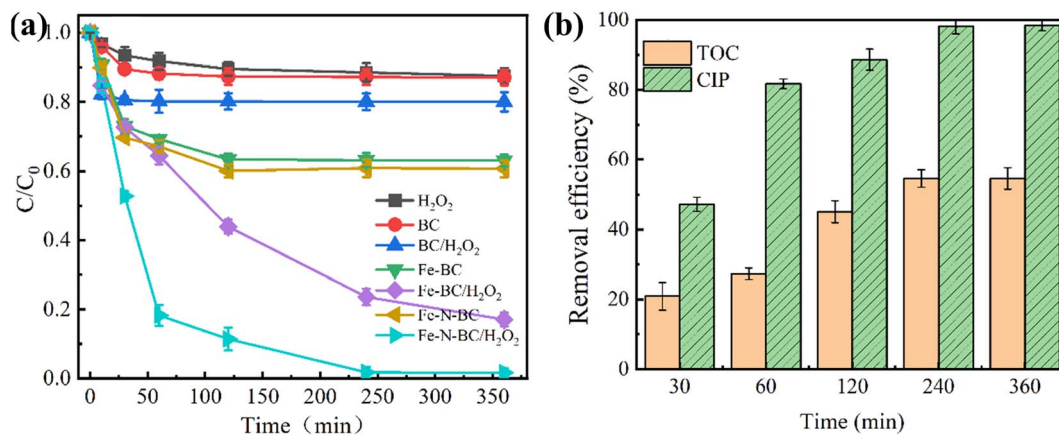 (a)
1.0
0.8
0.6
0.4
0.2
0.0
C/C₀
H₂O₂
BC
BC/H₂O₂
Fe-BC
Fe-BC/H₂O₂
Fe-N-BC
Fe-N-BC/H₂O₂
0 50 100 150 200 250 300 350
Time（min）
(b)
100
80
60
40
20
0
Removal efficiency (%)
TOC
CIP
30 60 120 240 360
Time (min)